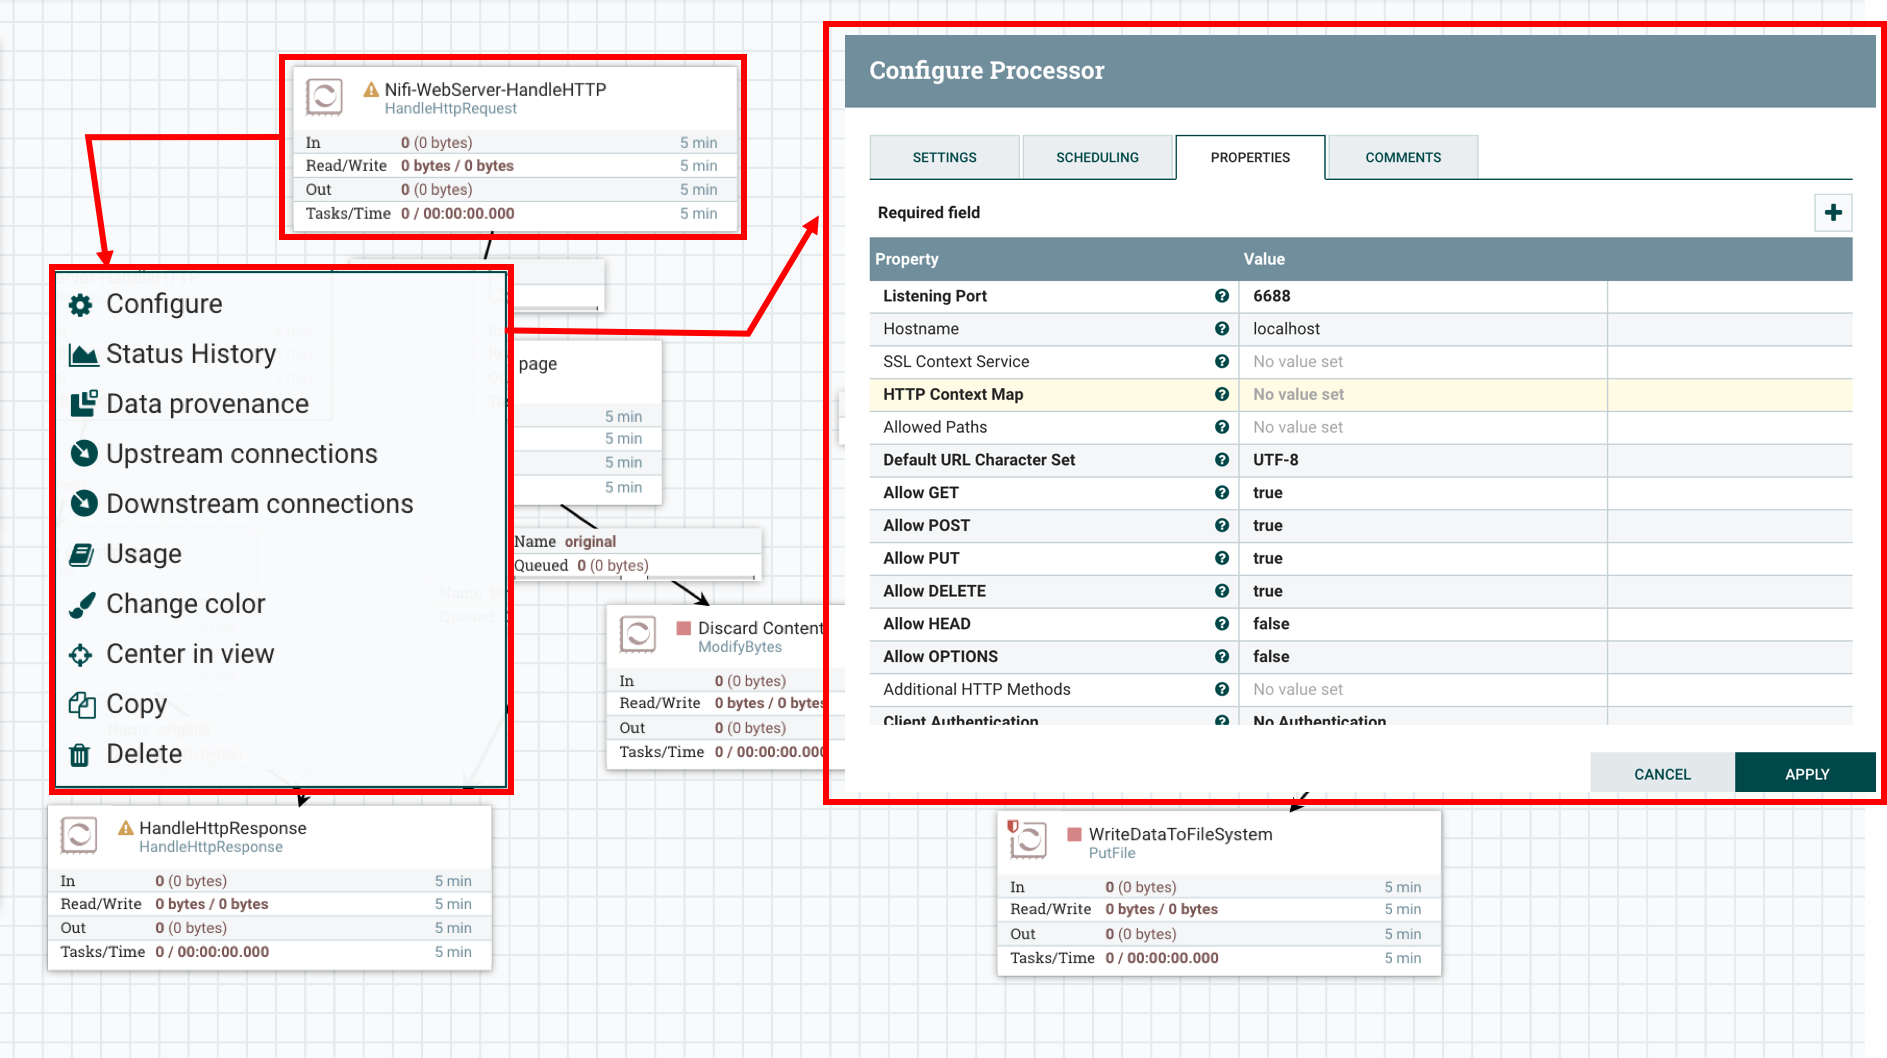 Nifi-WebServer-HandleHTTP
HandleHttpRequest
In 0 (0 bytes) 5 min
Read/Write 0 bytes / 0 bytes 5 min
Out 0 (0 bytes) 5 min
Tasks/Time 0 / 00:00:00.000 5 min
Configure
Status History
Data provenance
Upstream connections
Downstream connections
Usage
Change color
Center in view
Copy
Delete
page
5 min
5 min
5 min
5 min
Name original
Queued 0 (0 bytes)
Discard Content
ModifyBytes
In 0 (0 bytes)
Read/Write 0 bytes / 0 bytes
Out 0 (0 bytes)
Tasks/Time 0 / 00:00:00.000
HandleHttpResponse
HandleHttpResponse
In 0 (0 bytes) 5 min
Read/Write 0 bytes / 0 bytes 5 min
Out 0 (0 bytes) 5 min
Tasks/Time 0 / 00:00:00.000 5 min
Configure Processor
SETTINGS SCHEDULING PROPERTIES COMMENTS
Required field
Property Value
Listening Port 6688
Hostname localhost
SSL Context Service No value set
HTTP Context Map No value set
Allowed Paths No value set
Default URL Character Set UTF-8
Allow GET true
Allow POST true
Allow PUT true
Allow DELETE true
Allow HEAD false
Allow OPTIONS false
Additional HTTP Methods No value set
Client Authentication No Authentication
CANCEL APPLY
WriteDataToFileSystem
PutFile
In 0 (0 bytes) 5 min
Read/Write 0 bytes / 0 bytes 5 min
Out 0 (0 bytes) 5 min
Tasks/Time 0 / 00:00:00.000 5 min